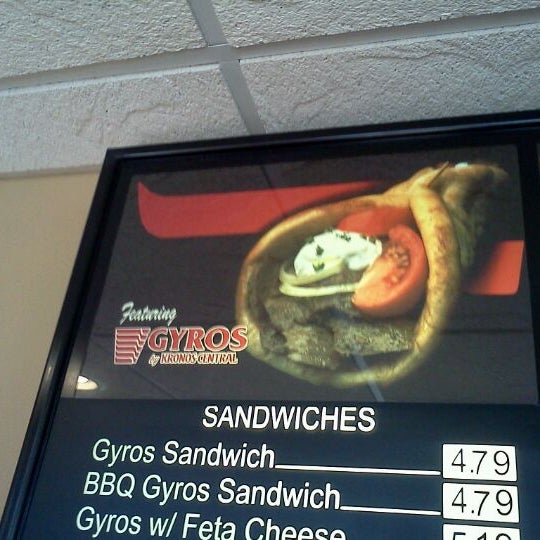 Featuring
GYROS
by KRONOS CENTRAL
SANDWICHES
Gyros Sandwich 4.79
BBQ Gyros Sandwich 4.79
Gyros w/ Feta Cheese